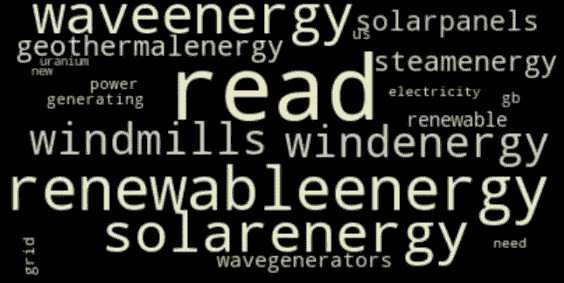 waveenergy
solarpanels
us
geothermalenergy
uranium
new
steamenergy
read
power
generating
electricity
gb
renewable
windmills
windenergy
renewableenergy
solarenergy
need
grid
wavegenerators